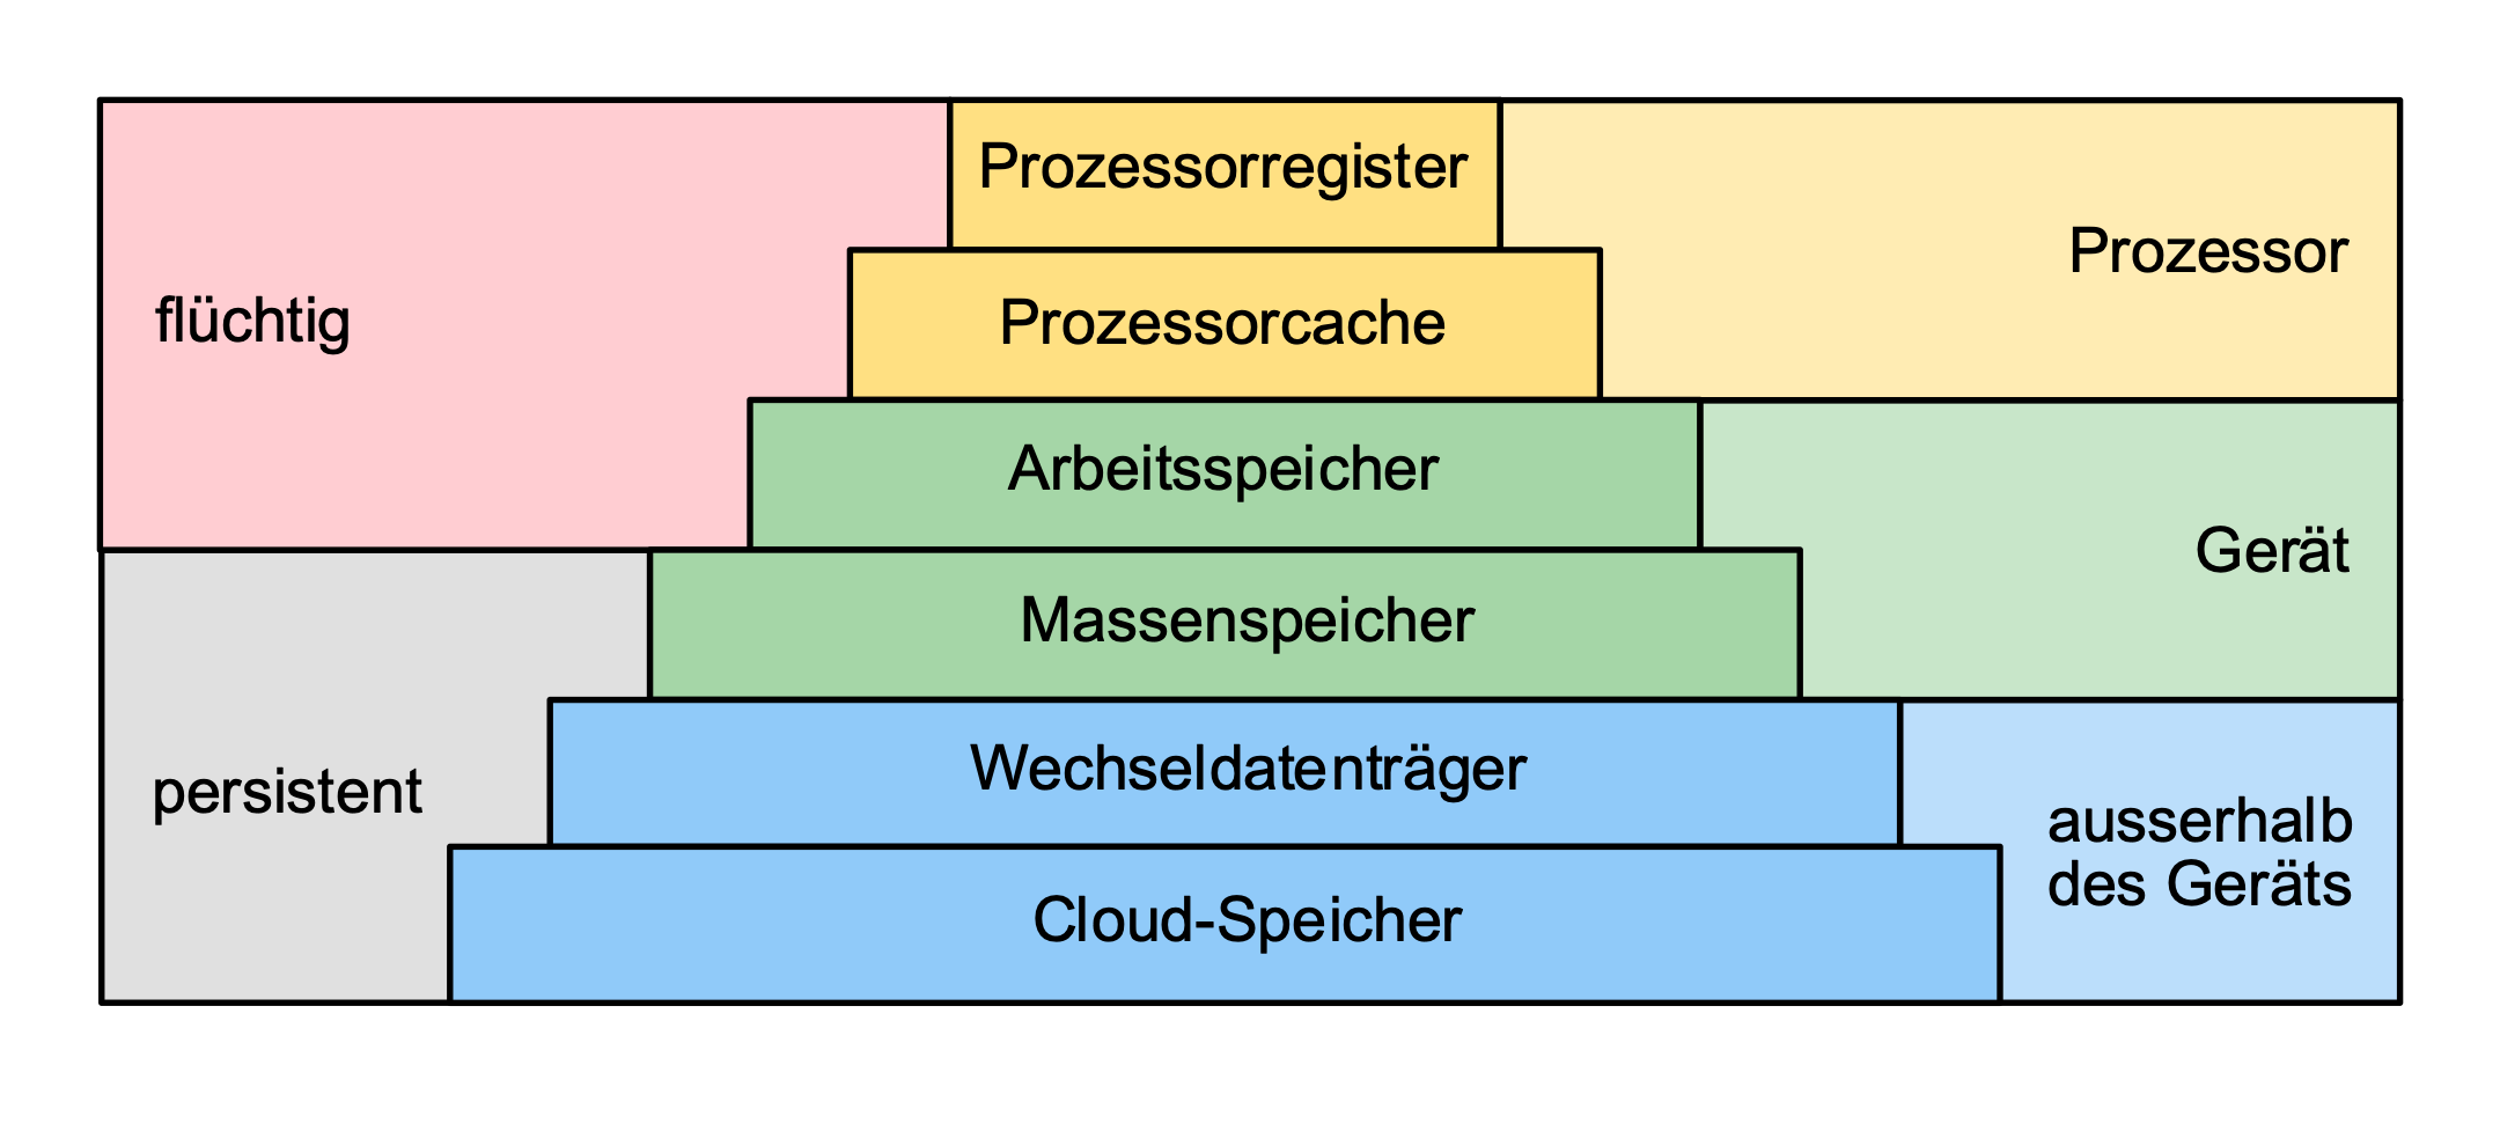 Prozessorregister
Prozessor
flüchtig
Prozessorcache
Arbeitsspeicher
Gerät
Massenspeicher
Wechseldatenträger
persistent
ausserhalb
des Geräts
Cloud-Speicher